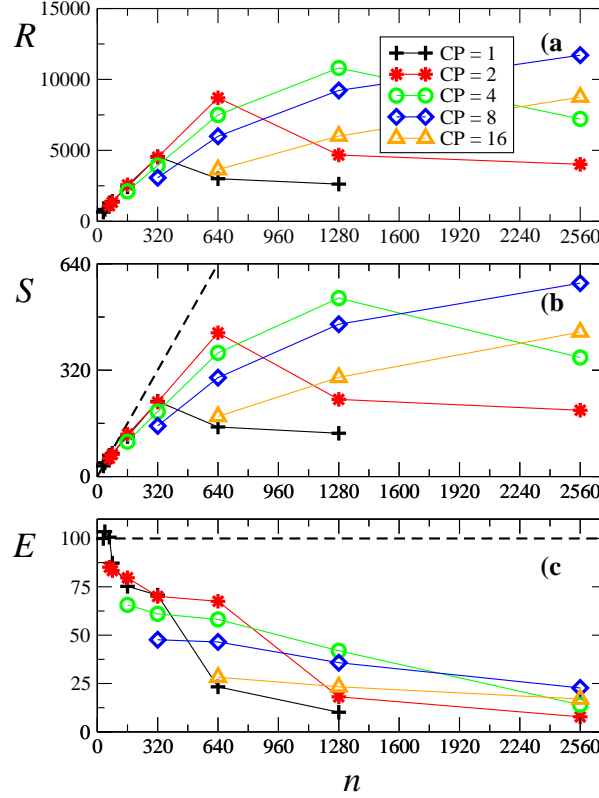 R
15000
10000
5000
0
(a
CP = 1
CP = 2
CP = 4
CP = 8
CP = 16
0 320 640 960 1280 1600 1920 2240 2560
S
640
320
0
(b)
0 320 640 960 1280 1600 1920 2240 2560
E
100
75
50
25
0
(c
0 320 640 960 1280 1600 1920 2240 2560
n